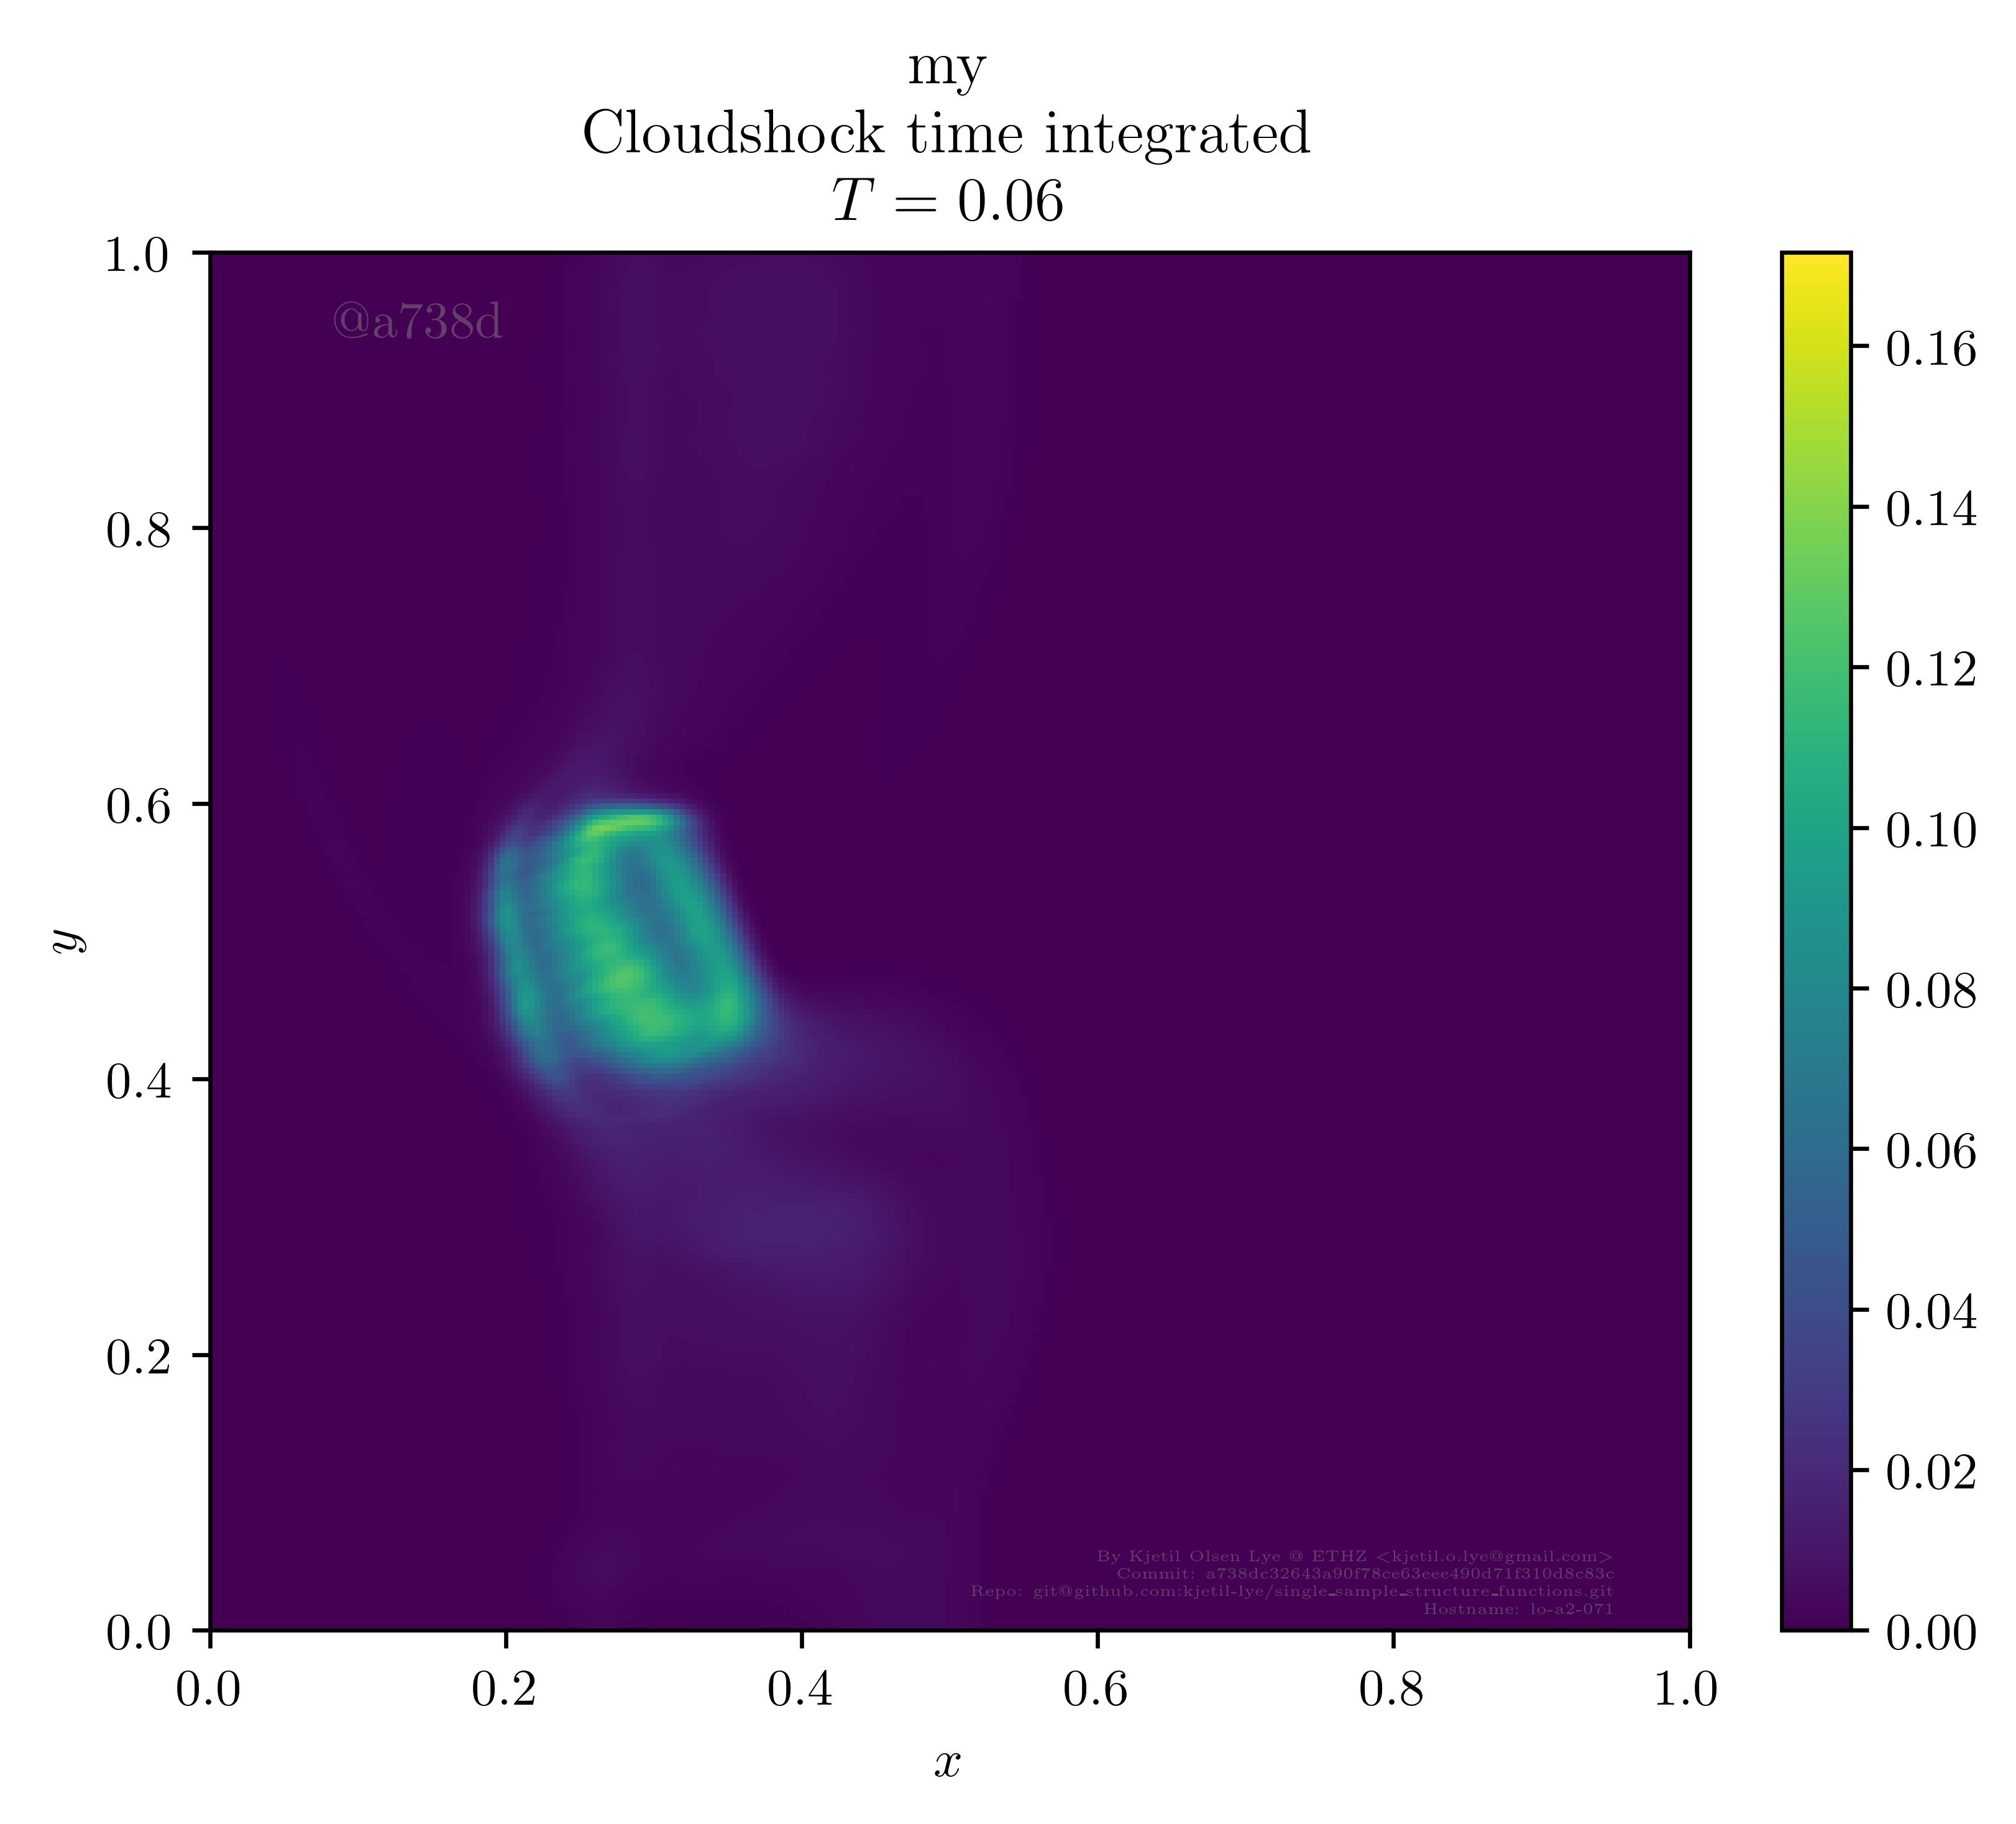 my
Cloudshock time integrated
T = 0.06
1.0
@a738d
0.16
0.14
0.8
0.12
0.6
0.10
y
0.08
0.4
0.06
0.04
0.2
0.02
By Kjetil Olsen Lye @ ETHZ <kjetil.o.lye@gmail.com>
Commit: a738dc32643a90f78ce63eee490d71f310d8c83c
Repo: git@github.com:kjetil-lye/single_sample_structure_functions.git
Hostname: lo-a2-071
0.0
0.00
0.0 0.2 0.4 0.6 0.8 1.0
x